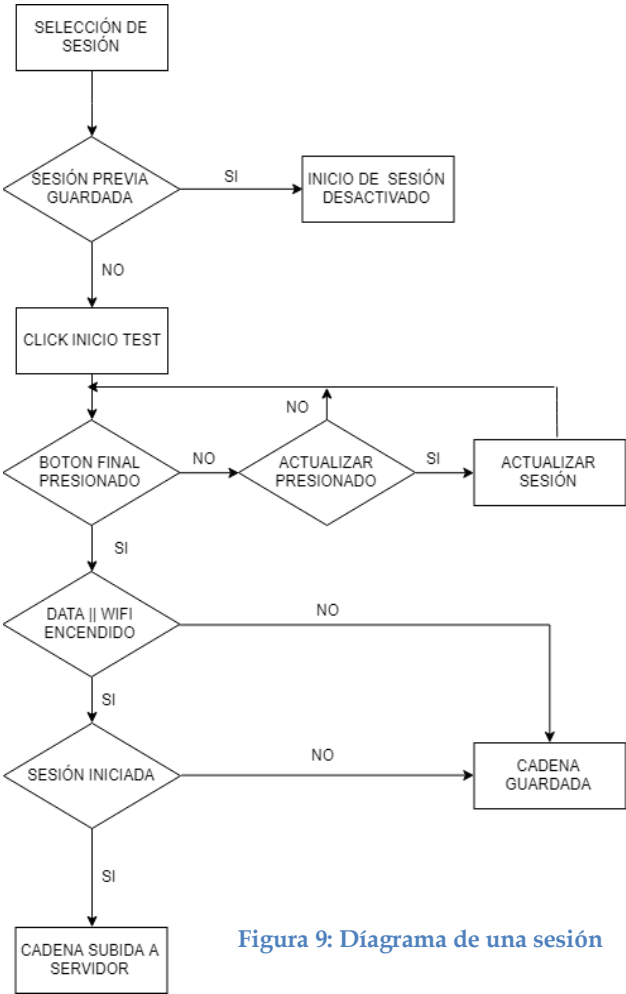 SELECCIÓN DE
SESIÓN
SESIÓN PREVIA
GUARDADA
SI
INICIO DE SESIÓN
DESACTIVADO
NO
CLICK INICIO TEST
NO
BOTON FINAL
PRESIONADO
NO
ACTUALIZAR
PRESIONADO
SI
ACTUALIZAR
SESIÓN
SI
DATA || WIFI
ENCENDIDO
NO
SI
SESIÓN INICIADA
NO
CADENA
GUARDADA
SI
CADENA SUBIDA A
SERVIDOR
Figura 9: Díagrama de una sesión